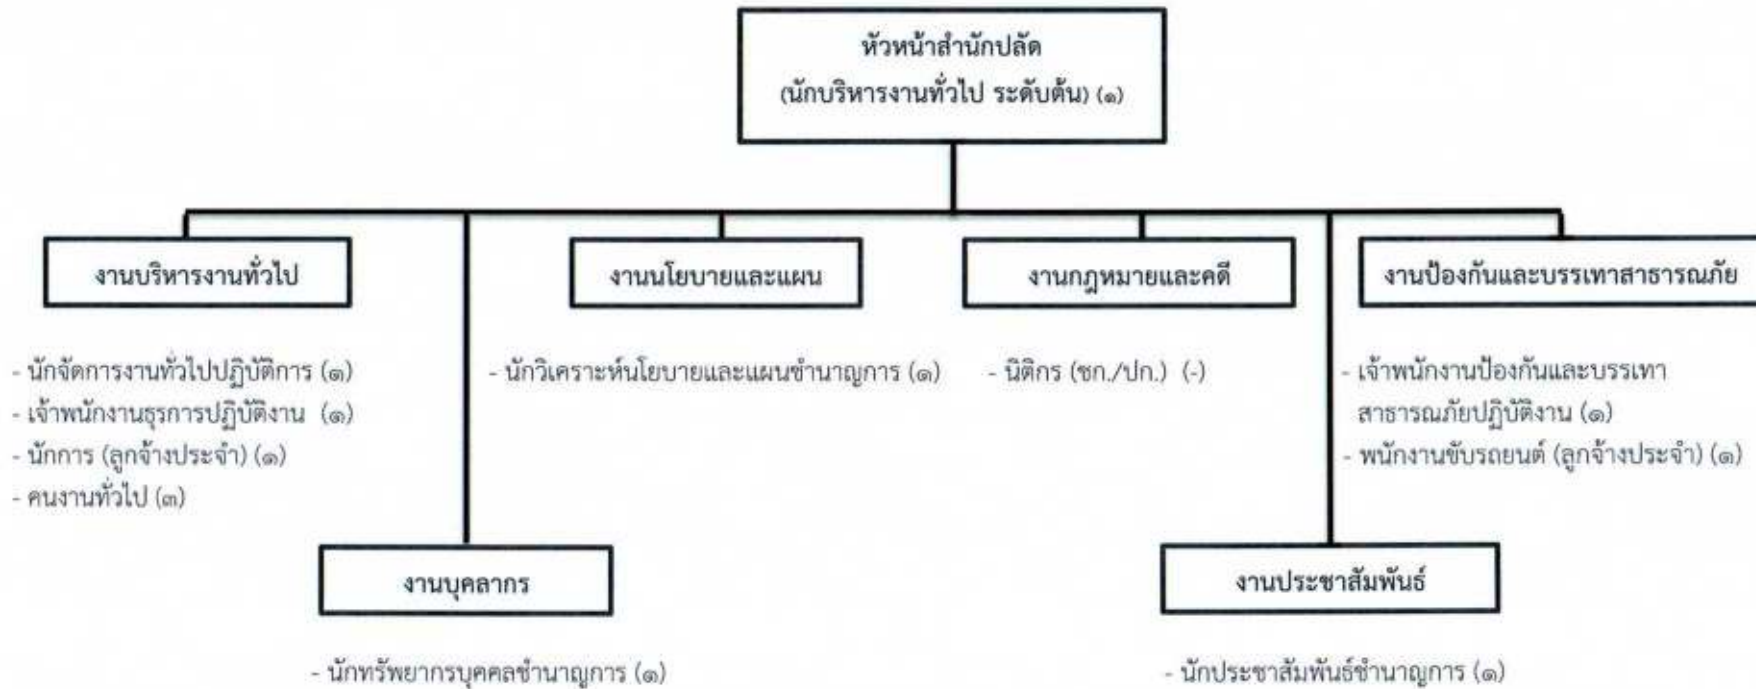 หัวหน้าสำนักปลัด
(นักบริหารงานทั่วไป ระดับต้น) (๑)
งานบริหารงานทั่วไป
งานนโยบายและแผน
งานกฎหมายและคดี
งานป้องกันและบรรเทาสาธารณภัย
- นักจัดการงานทั่วไปปฏิบัติการ (๑)
- เจ้าพนักงานธุรการปฏิบัติงาน (๑)
- นักการ (ลูกจ้างประจำ) (๑)
- คนงานทั่วไป (๓)
- นักวิเคราะห์นโยบายและแผนชำนาญการ (๑)
- นิติกร (ชก./ปก.) (-)
- เจ้าพนักงานป้องกันและบรรเทา
สาธารณภัยปฏิบัติงาน (๑)
- พนักงานขับรถยนต์ (ลูกจ้างประจำ) (๑)
งานบุคลากร
งานประชาสัมพันธ์
- นักทรัพยากรบุคคลชำนาญการ (๑)
- นักประชาสัมพันธ์ชำนาญการ (๑)